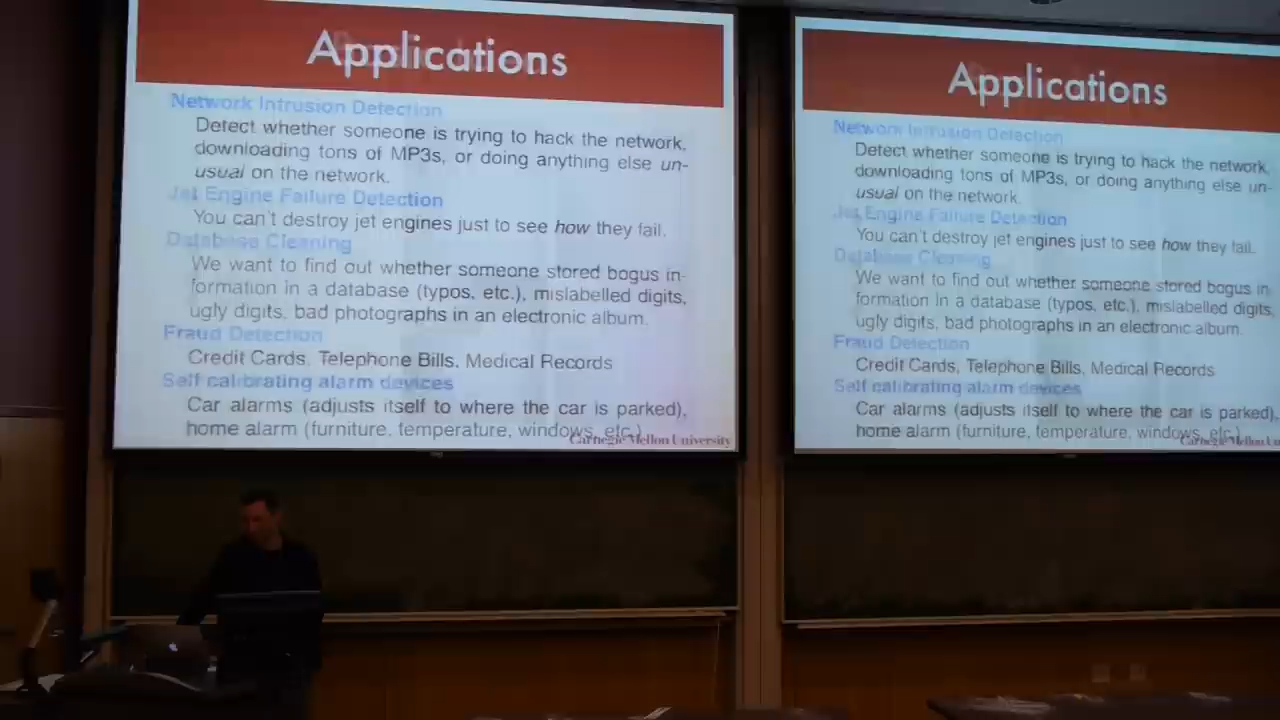 Applications
Network Intrusion Detection
Detect whether someone is trying to hack the network,
downloading tons of MP3s, or doing anything else un-
usual on the network.
Jet Engine Failure Detection
You can't destroy jet engines just to see how they fail.
Database Cleaning
We want to find out whether someone stored bogus in-
formation in a database (typos, etc.), mislabelled digits,
ugly digits, bad photographs in an electronic album.
Fraud Detection
Credit Cards, Telephone Bills, Medical Records
Self calibrating alarm devices
Car alarms (adjusts itself to where the car is parked),
home alarm (furniture, temperature, windows, etc.)
Carnegie Mellon University
Applications
Network Intrusion Detection
Detect whether someone is trying to hack the network,
downloading tons of MP3s, or doing anything else un-
usual on the network.
Jet Engine Failure Detection
You can't destroy jet engines just to see how they fail.
Database Cleaning
We want to find out whether someone stored bogus in-
formation in a database (typos, etc.), mislabelled digits,
ugly digits, bad photographs in an electronic album.
Fraud Detection
Credit Cards, Telephone Bills, Medical Records
Self calibrating alarm devices
Car alarms (adjusts itself to where the car is parked),
home alarm (furniture, temperature, windows, etc.)
Carnegie Mellon Un